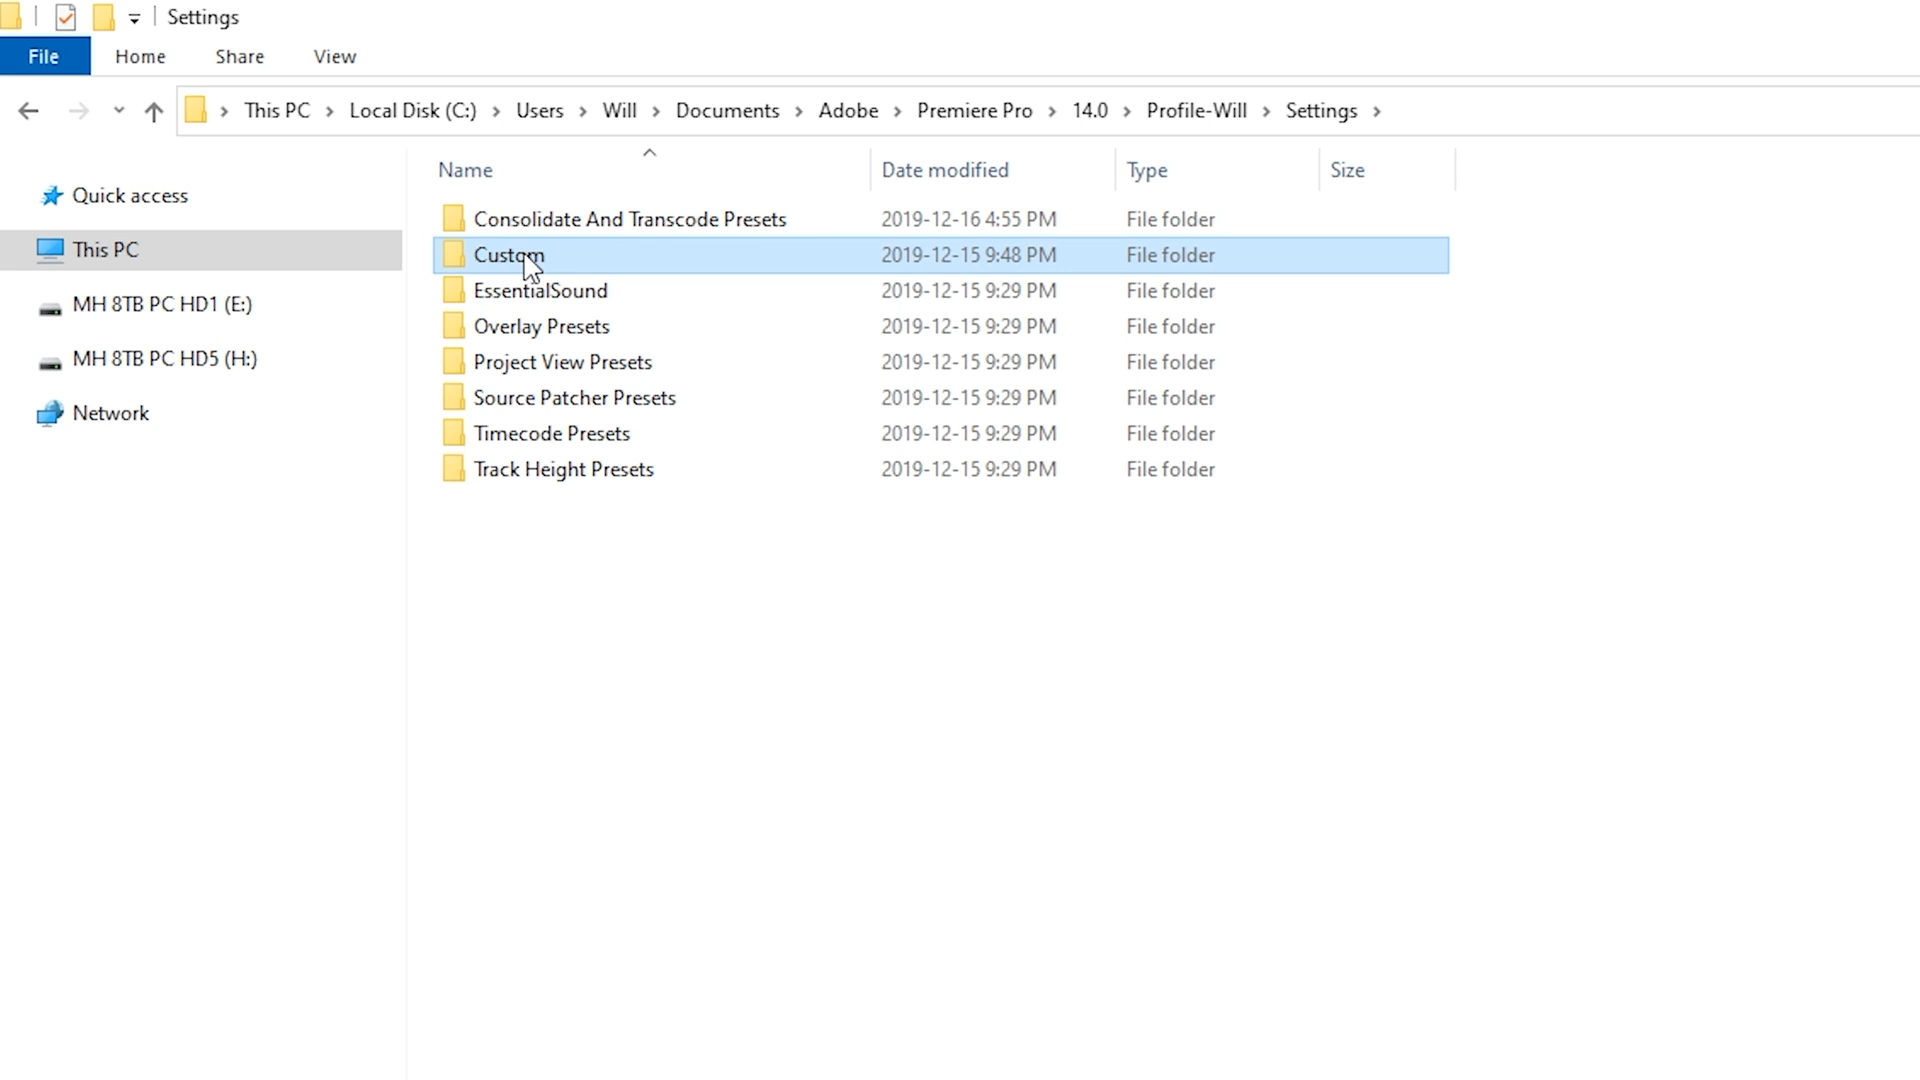 Settings
File Home Share View
This PC Local Disk (C:) Users Will Documents Adobe Premiere Pro 14.0 Profile-Will Settings
Name Date modified Type Size
Quick access
This PC
MH 8TB PC HD1 (E:)
MH 8TB PC HD5 (H:)
Network
Consolidate And Transcode Presets 2019-12-16 4:55 PM File folder
Custom 2019-12-15 9:48 PM File folder
EssentialSound 2019-12-15 9:29 PM File folder
Overlay Presets 2019-12-15 9:29 PM File folder
Project View Presets 2019-12-15 9:29 PM File folder
Source Patcher Presets 2019-12-15 9:29 PM File folder
Timecode Presets 2019-12-15 9:29 PM File folder
Track Height Presets 2019-12-15 9:29 PM File folder